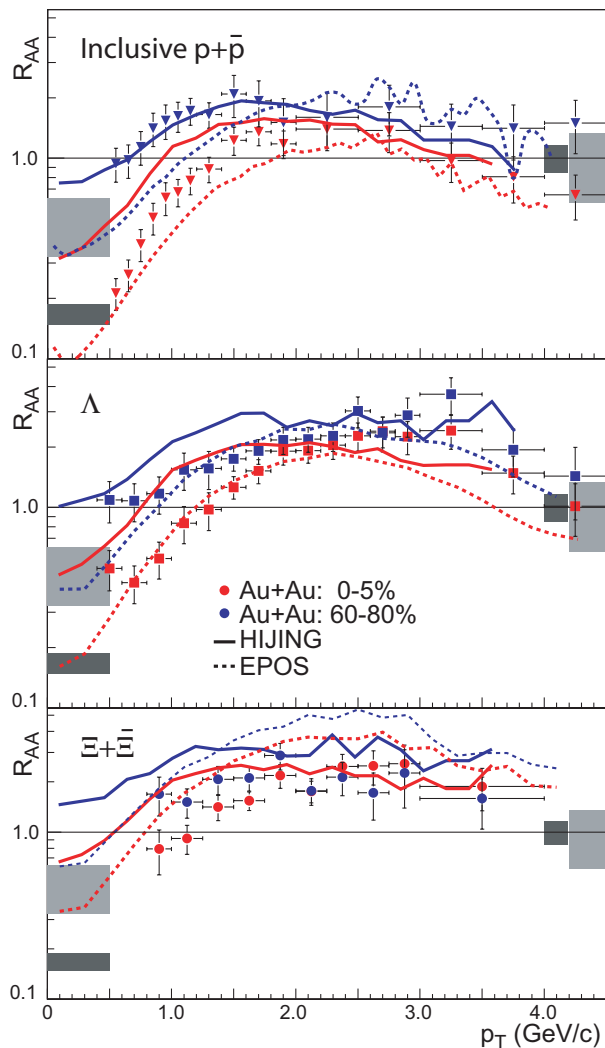 Inclusive p+p̄
R_AA
1.0
0.1
Λ
R_AA
1.0
Au+Au: 0-5%
Au+Au: 60-80%
HIJING
EPOS
0.1
Ξ+Ξ̄
R_AA
1.0
0.1
0 1.0 2.0 3.0 4.0
p_T (GeV/c)